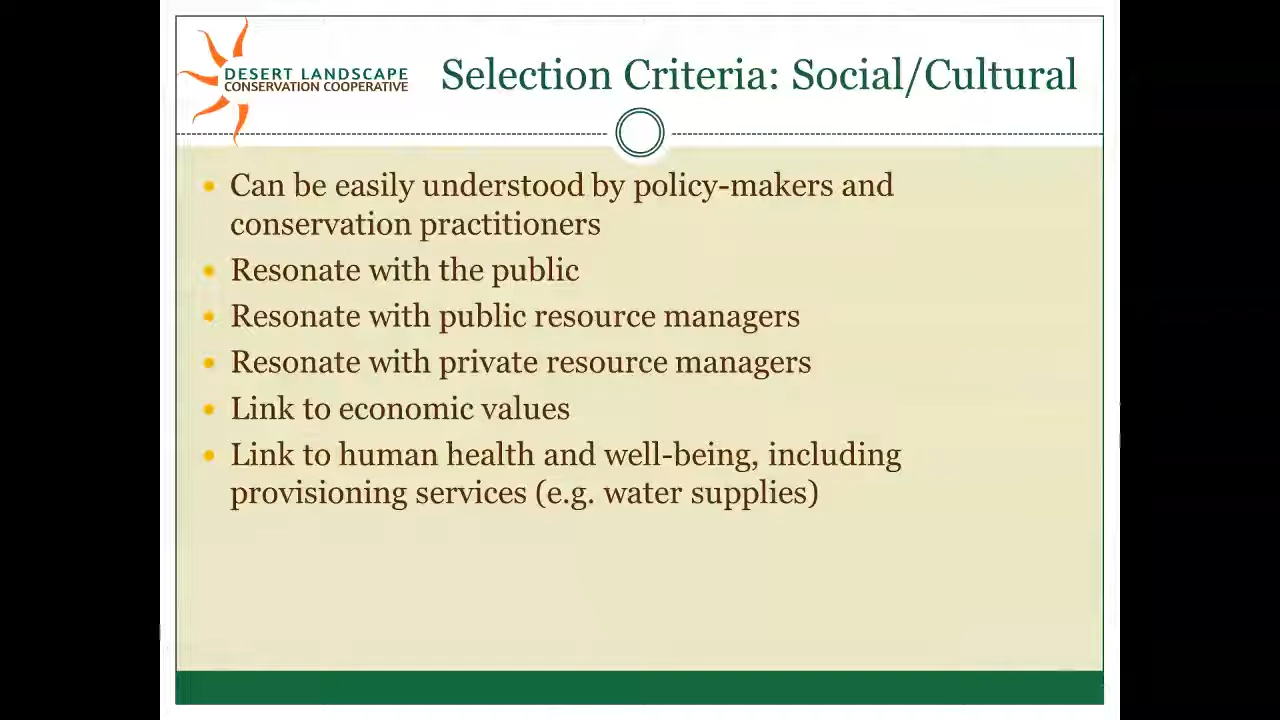 DESERT LANDSCAPE
CONSERVATION COOPERATIVE
Selection Criteria: Social/Cultural
• Can be easily understood by policy-makers and
conservation practitioners
• Resonate with the public
• Resonate with public resource managers
• Resonate with private resource managers
• Link to economic values
• Link to human health and well-being, including
provisioning services (e.g. water supplies)